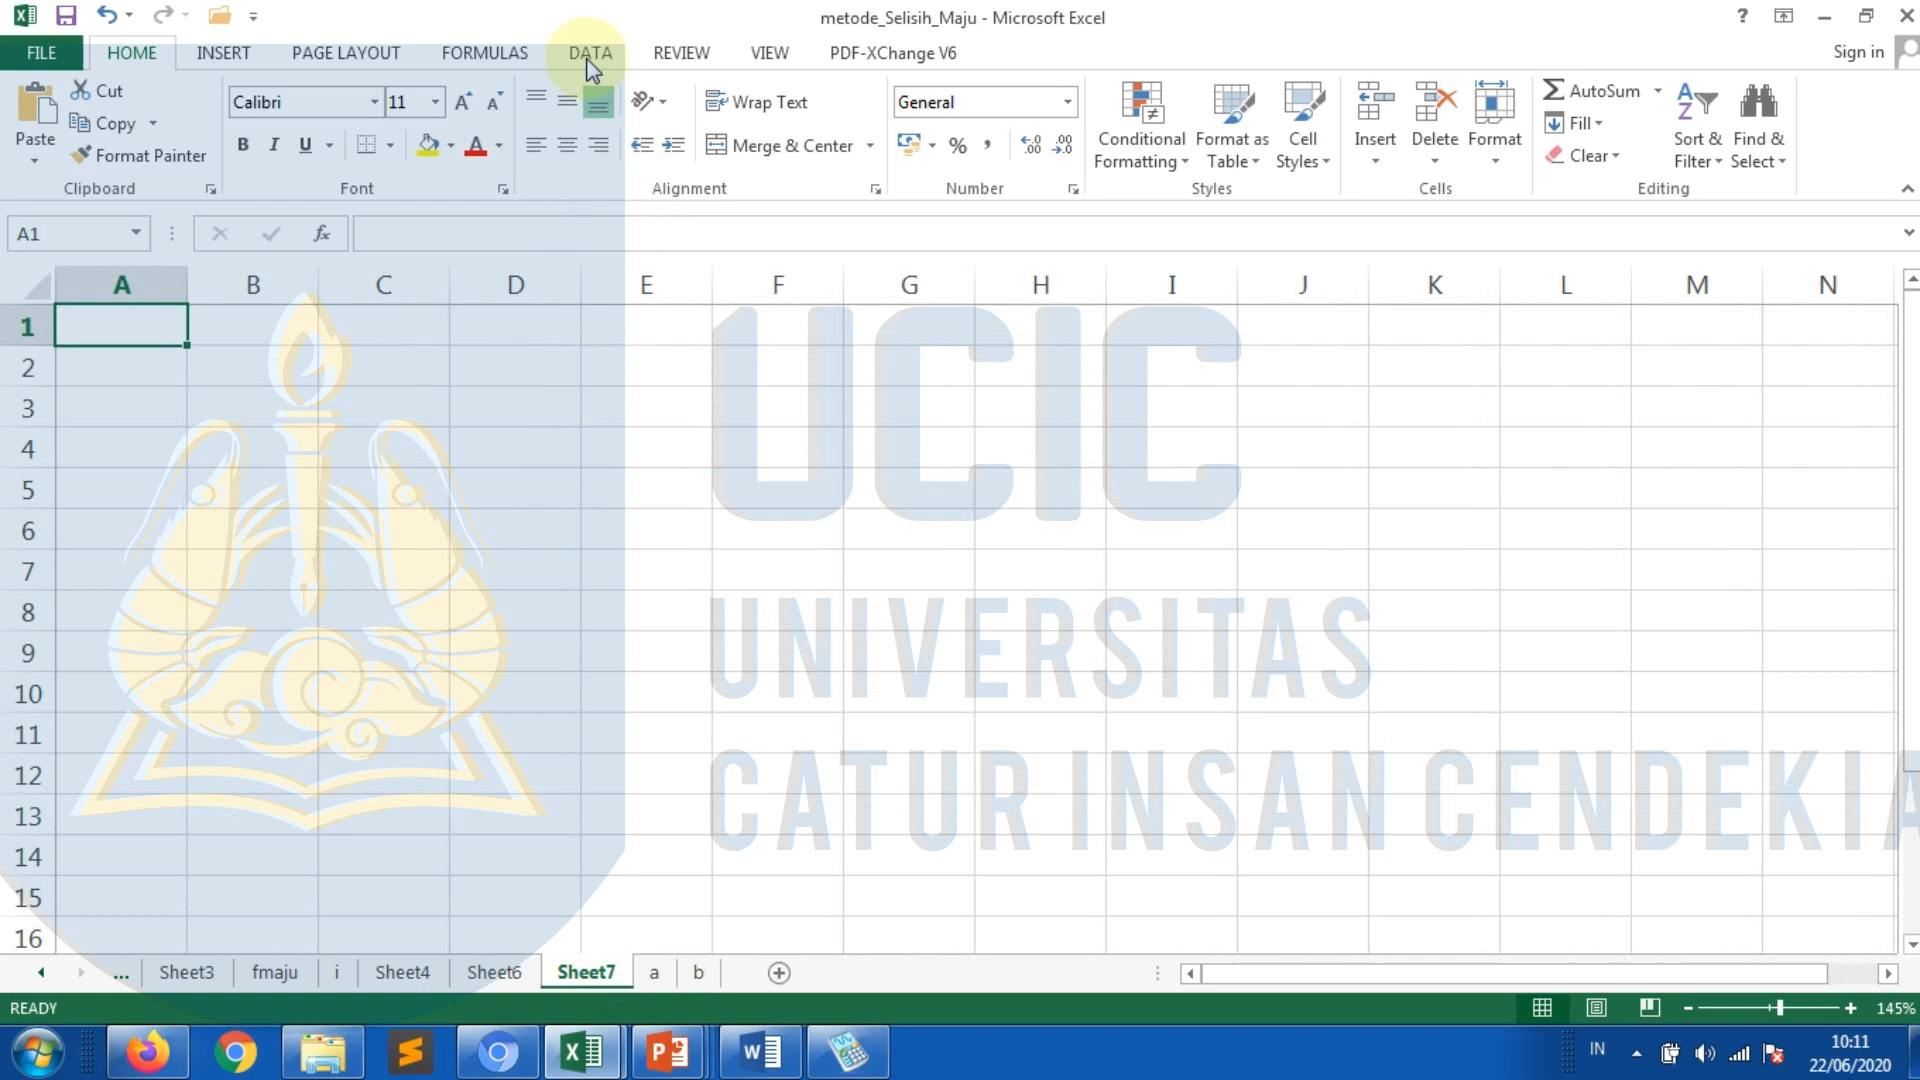 metode_Selisih_Maju - Microsoft Excel
FILE HOME INSERT PAGE LAYOUT FORMULAS DATA REVIEW VIEW PDF-XChange V6 Sign in
Paste Cut
Copy
Format Painter
Clipboard
Calibri 11
B I U A
Font
Wrap Text
Merge & Center
Alignment
General
% ,
Number
Conditional Formatting
Format as Table
Cell Styles
Styles
Insert Delete Format
Cells
AutoSum
Fill
Clear
Sort & Filter
Find & Select
Editing
A1 fx
A B C D E F G H I J K L M N
1
2
3
4
5
6
7
8
9
10
11
12
13
14
15
16
UCIC
UNIVERSITAS
CATUR INSAN CENDEKIA
... Sheet3 fmaju i Sheet4 Sheet6 Sheet7 a b
READY 145%
IN 10:11
22/06/2020